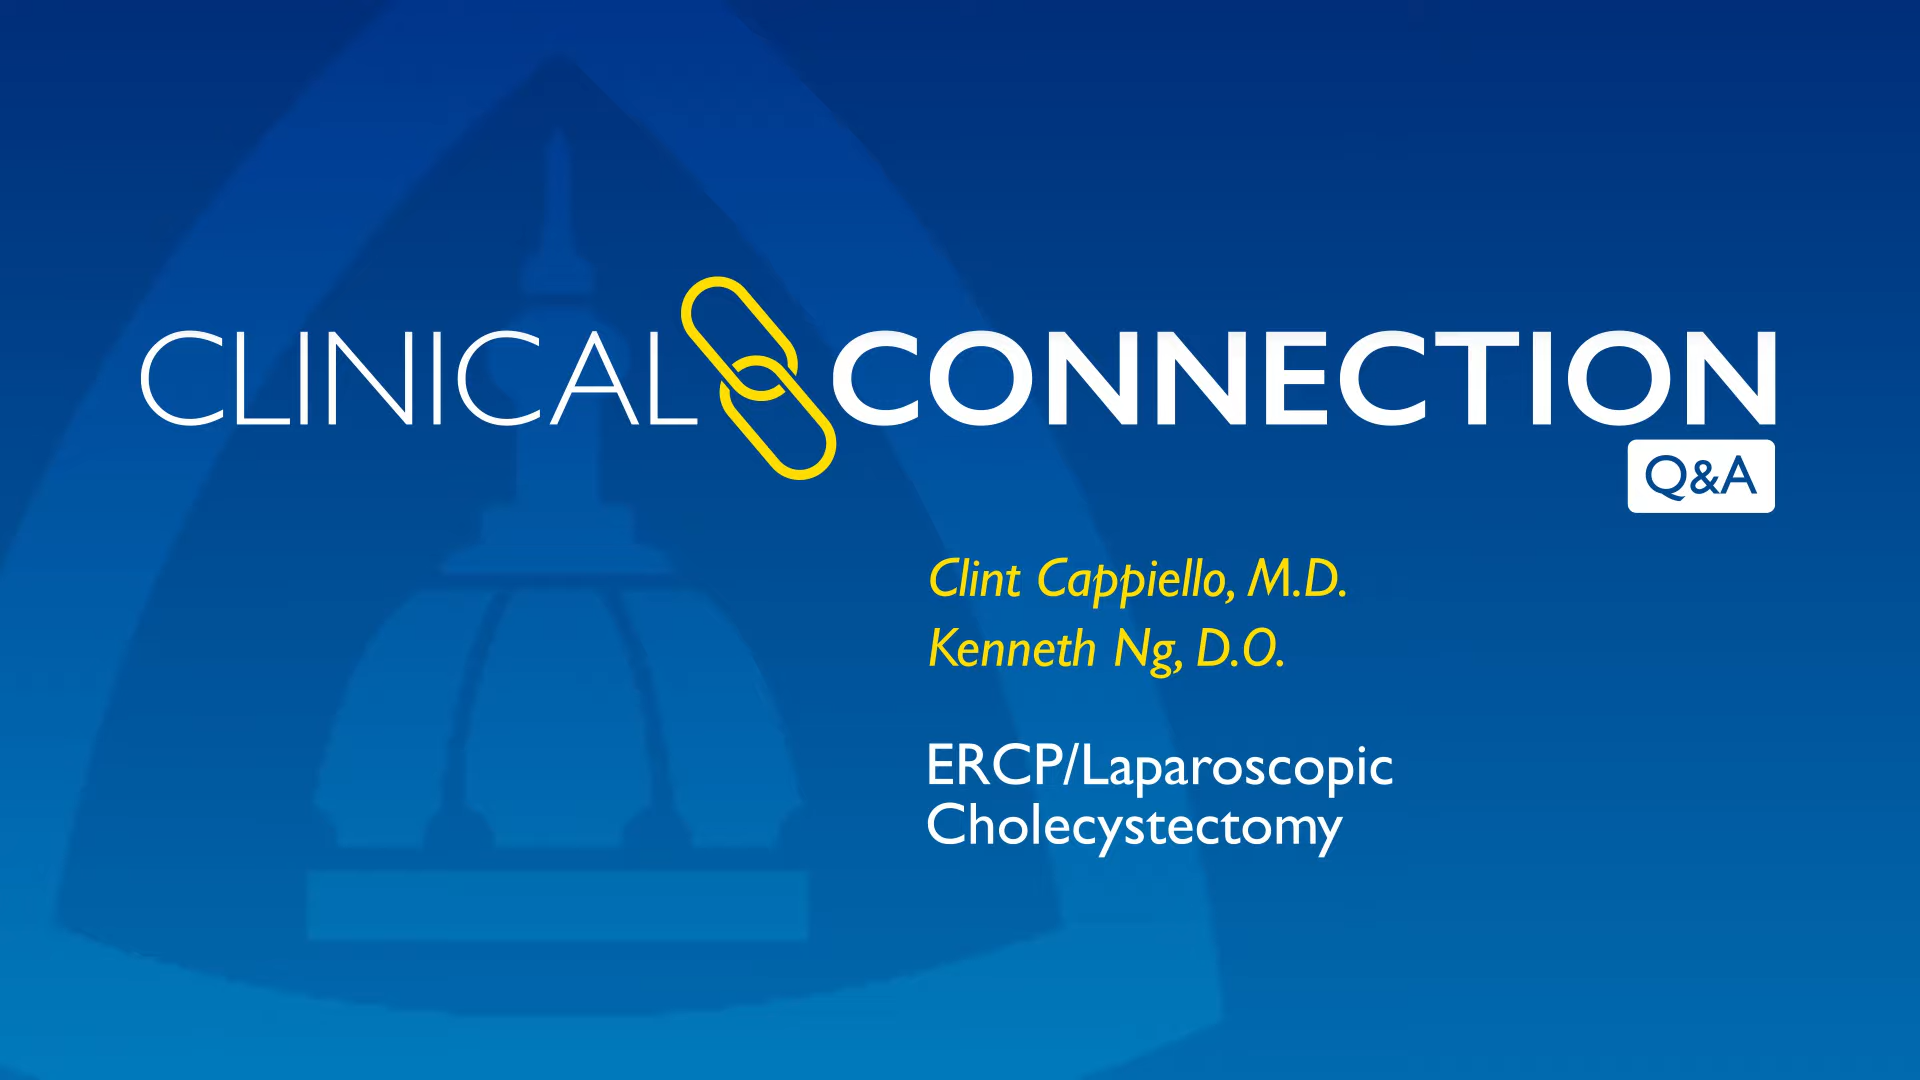 CLINICAL CONNECTION
Q&A
Clint Cappiello, M.D.
Kenneth Ng, D.O.
ERCP/Laparoscopic
Cholecystectomy